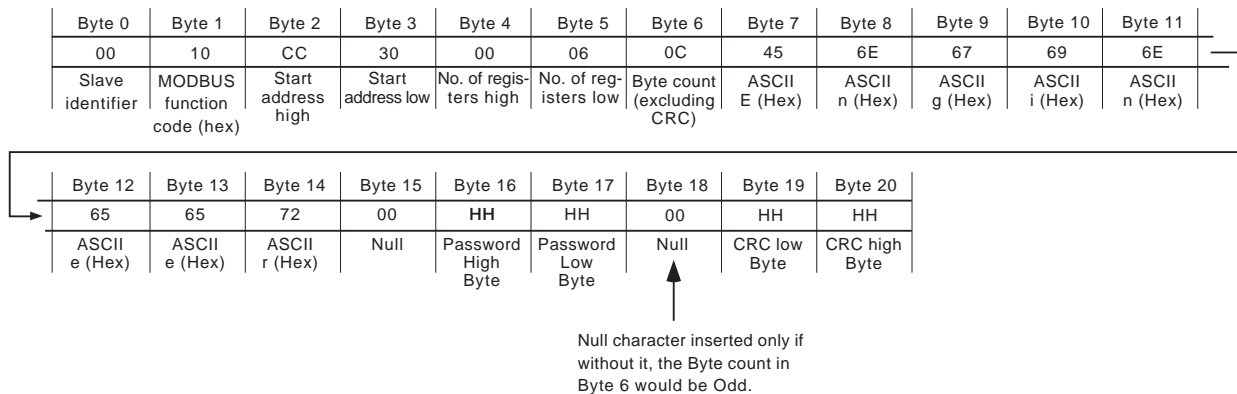 Byte 0 Byte 1 Byte 2 Byte 3 Byte 4 Byte 5 Byte 6 Byte 7 Byte 8 Byte 9 Byte 10 Byte 11
00 10 CC 30 00 06 0C 45 6E 67 69 6E
Slave MODBUS Start Start No. of regis- No. of reg- Byte count ASCII ASCII ASCII ASCII ASCII
identifier function address address low ters high isters low (excluding E (Hex) n (Hex) g (Hex) i (Hex) n (Hex)
code (hex) high CRC)
Byte 12 Byte 13 Byte 14 Byte 15 Byte 16 Byte 17 Byte 18 Byte 19 Byte 20
65 65 72 00 HH HH 00 HH HH
ASCII ASCII ASCII Null Password Password Null CRC low CRC high
e (Hex) e (Hex) r (Hex) High Low Byte Byte
Byte Byte
Null character inserted only if
without it, the Byte count in
Byte 6 would be Odd.